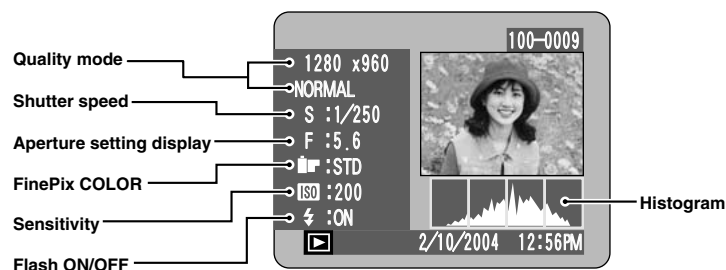 100-0009
Quality mode
1280 x960
NORMAL
Shutter speed
S :1/250
Aperture setting display
F :5.6
FinePix COLOR
:STD
Sensitivity
ISO :200
Flash ON/OFF
:ON
Histogram
2/10/2004 12:56PM